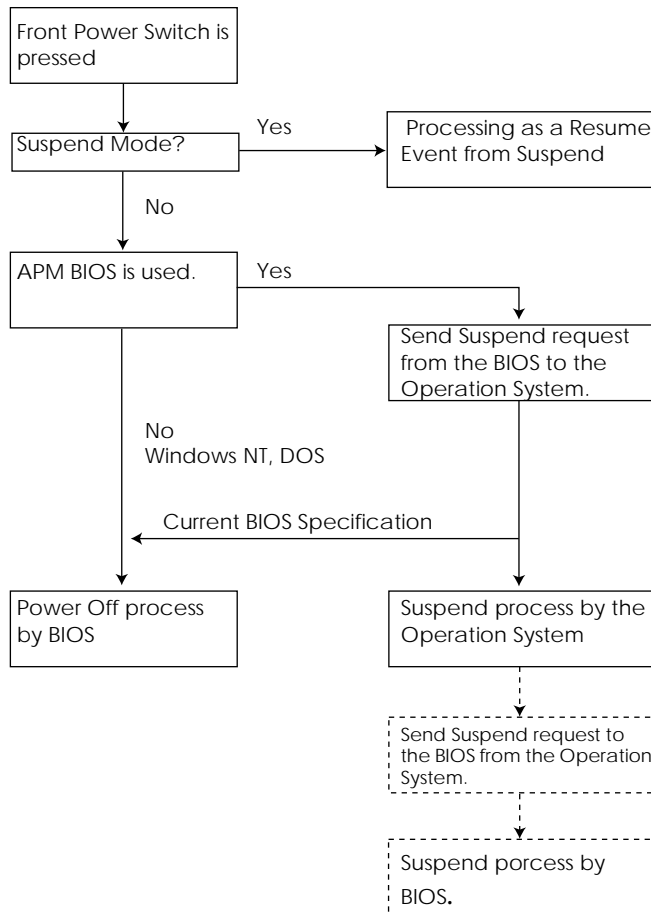 Front Power Switch is
pressed
Suspend Mode?
Yes
Processing as a Resume
Event from Suspend
No
APM BIOS is used.
Yes
Send Suspend request
from the BIOS to the
Operation System.
No
Windows NT, DOS
Current BIOS Specification
Power Off process
by BIOS
Suspend process by the
Operation System
Send Suspend request to
the BIOS from the Operation
System.
Suspend porcess by
BIOS.